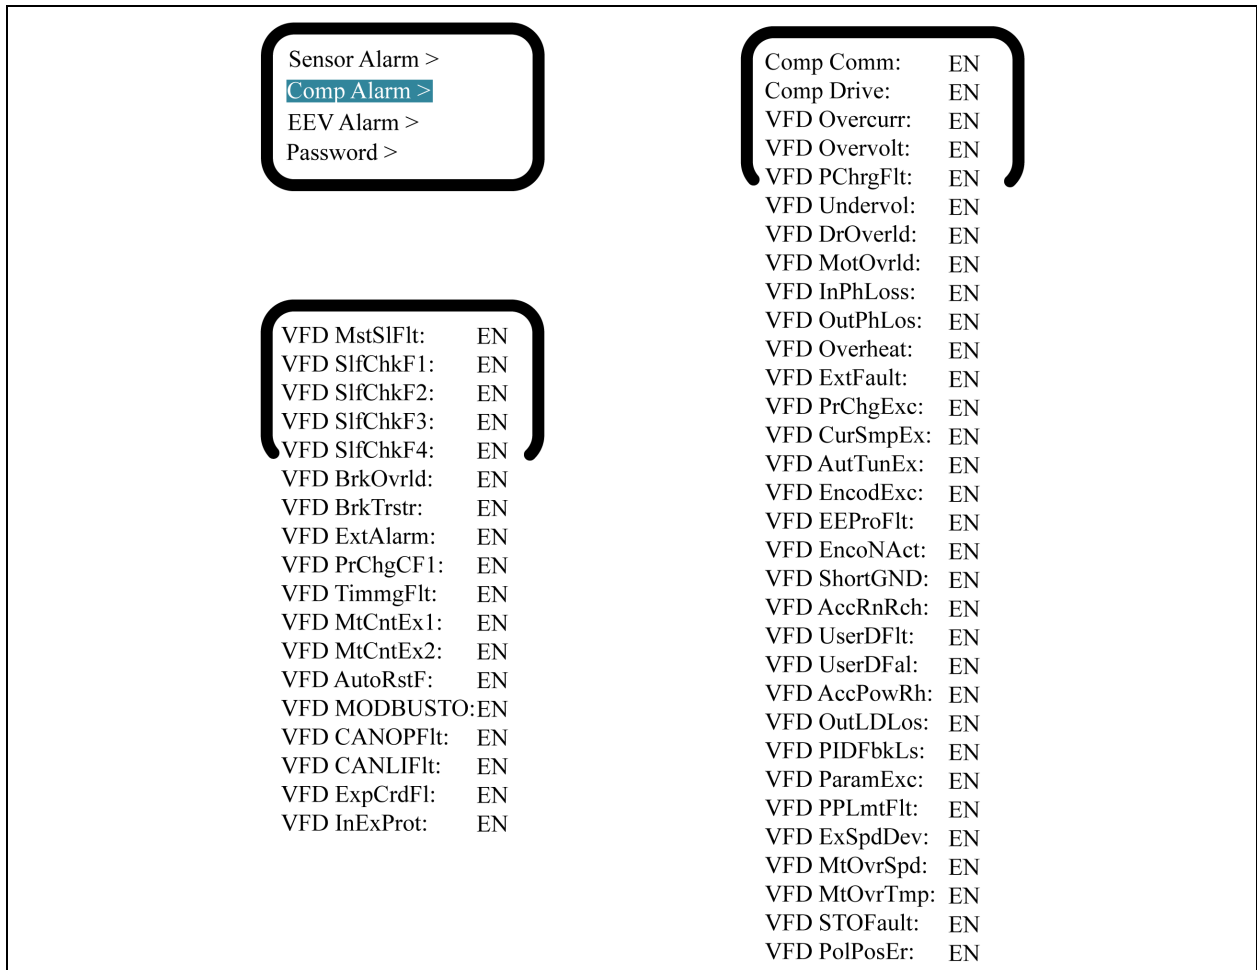 Sensor Alarm >
Comp Alarm >
EEV Alarm >
Password >
Comp Comm: EN
Comp Drive: EN
VFD Overcurr: EN
VFD Overvolt: EN
VFD PChrgFlt: EN
VFD Undervol: EN
VFD DrOverld: EN
VFD MotOvrld: EN
VFD InPhLoss: EN
VFD OutPhLos: EN
VFD Overheat: EN
VFD ExtFault: EN
VFD PrChgExc: EN
VFD CurSmpEx: EN
VFD AutTunEx: EN
VFD EncodExc: EN
VFD EEProFlt: EN
VFD EncoNAct: EN
VFD ShortGND: EN
VFD AccRnRch: EN
VFD UserDFlt: EN
VFD UserDFal: EN
VFD AccPowRh: EN
VFD OutLDLos: EN
VFD PIDFbkLs: EN
VFD ParamExc: EN
VFD PPLmtFlt: EN
VFD ExSpdDev: EN
VFD MtOvrSpd: EN
VFD MtOvrTmp: EN
VFD STOFault: EN
VFD PolPosEr: EN
VFD MstSlFlt: EN
VFD SlfChkF1: EN
VFD SlfChkF2: EN
VFD SlfChkF3: EN
VFD SlfChkF4: EN
VFD BrkOvrld: EN
VFD BrkTrstr: EN
VFD ExtAlarm: EN
VFD PrChgCF1: EN
VFD TimmgFlt: EN
VFD MtCntEx1: EN
VFD MtCntEx2: EN
VFD AutoRstF: EN
VFD MODBUSTO:EN
VFD CANOPFlt: EN
VFD CANLIFlt: EN
VFD ExpCrdFl: EN
VFD InExProt: EN